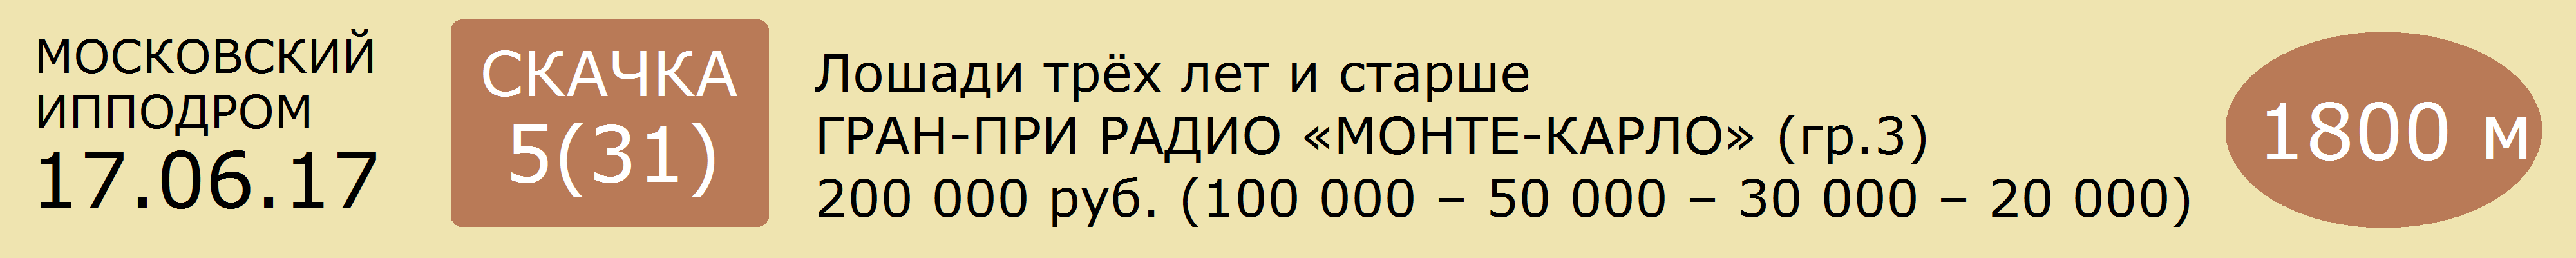 МОСКОВСКИЙ
ИППОДРОМ
17.06.17
СКАЧКА
5(31)
Лошади трёх лет и старше
ГРАН-ПРИ РАДИО «МОНТЕ-КАРЛО» (гр.3)
200 000 руб. (100 000 – 50 000 – 30 000 – 20 000)
1800 м